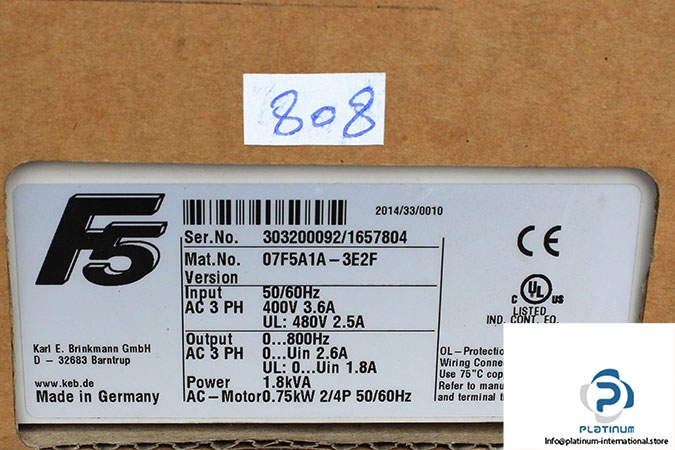 808
F5
2014/33/0010
Ser.No. 303200092/1657804
Mat.No. 07F5A1A-3E2F
Version
Input 50/60Hz
AC 3 PH 400V 3.6A
UL: 480V 2.5A
Output 0...800Hz
AC 3 PH 0...Uin 2.6A
UL: 0...Uin 1.8A
Power 1.8kVA
AC-Motor 0.75kW 2/4P 50/60Hz
Karl E. Brinkmann GmbH
D - 32683 Barntrup
www.keb.de
Made in Germany
CE
C UL US
LISTED
IND. CONT. EQ.
OL-Protectio
Wiring Conne
Use 75°C cop
Refer to manu
and terminal t
PLATINUM
INTERNATIONAL
info@platinum-international.store